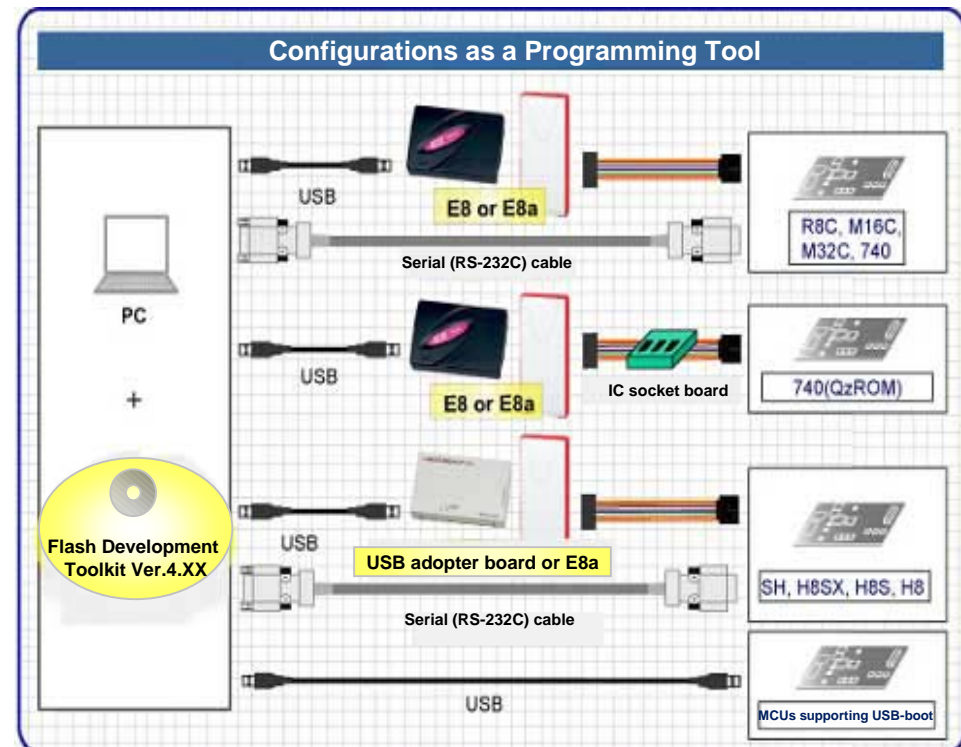 Configurations as a Programming Tool
USB
E8 or E8a
Serial (RS-232C) cable
R8C, M16C,
M32C, 740
PC
+
USB
E8 or E8a
IC socket board
740(QzROM)
Flash Development
Toolkit Ver.4.XX
USB
USB adopter board or E8a
Serial (RS-232C) cable
SH, H8SX, H8S, H8
USB
MCUs supporting USB-boot